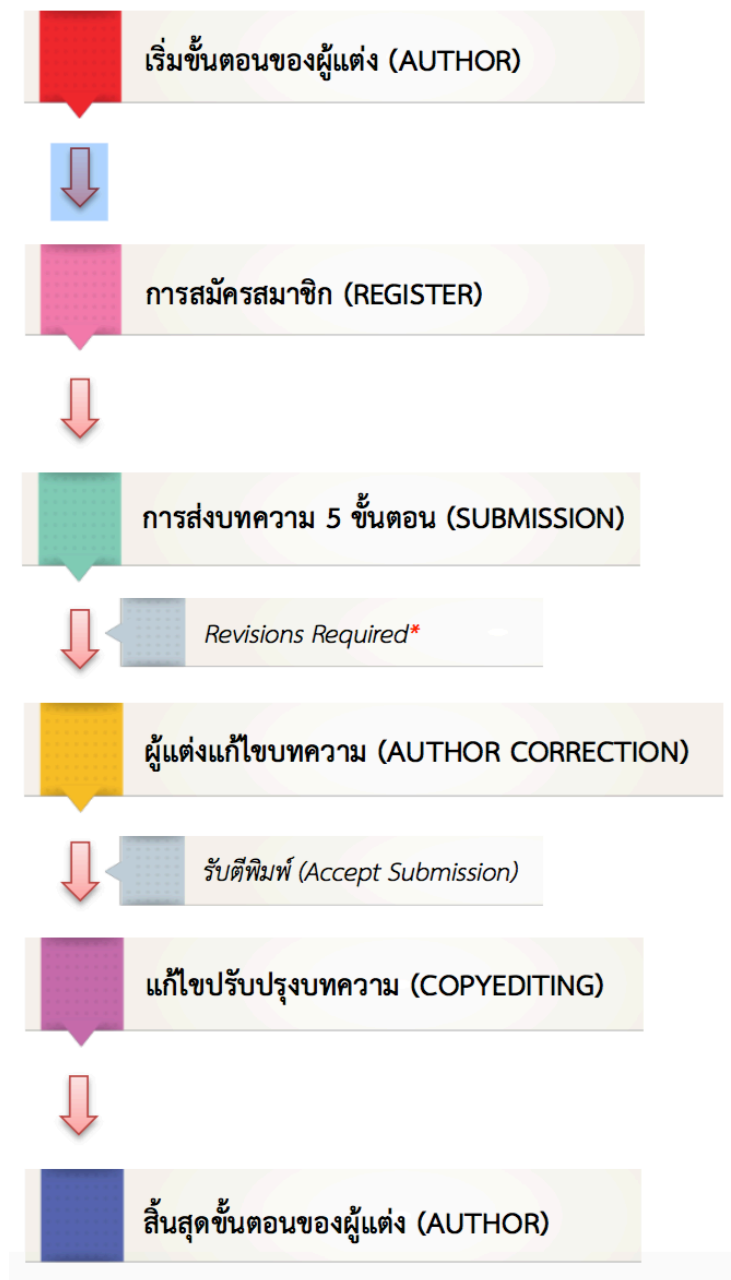 เริ่มขั้นตอนของผู้แต่ง (AUTHOR)
การสมัครสมาชิก (REGISTER)
การส่งบทความ 5 ขั้นตอน (SUBMISSION)
Revisions Required*
ผู้แต่งแก้ไขบทความ (AUTHOR CORRECTION)
รับตีพิมพ์ (Accept Submission)
แก้ไขปรับปรุงบทความ (COPYEDITING)
สิ้นสุดขั้นตอนของผู้แต่ง (AUTHOR)